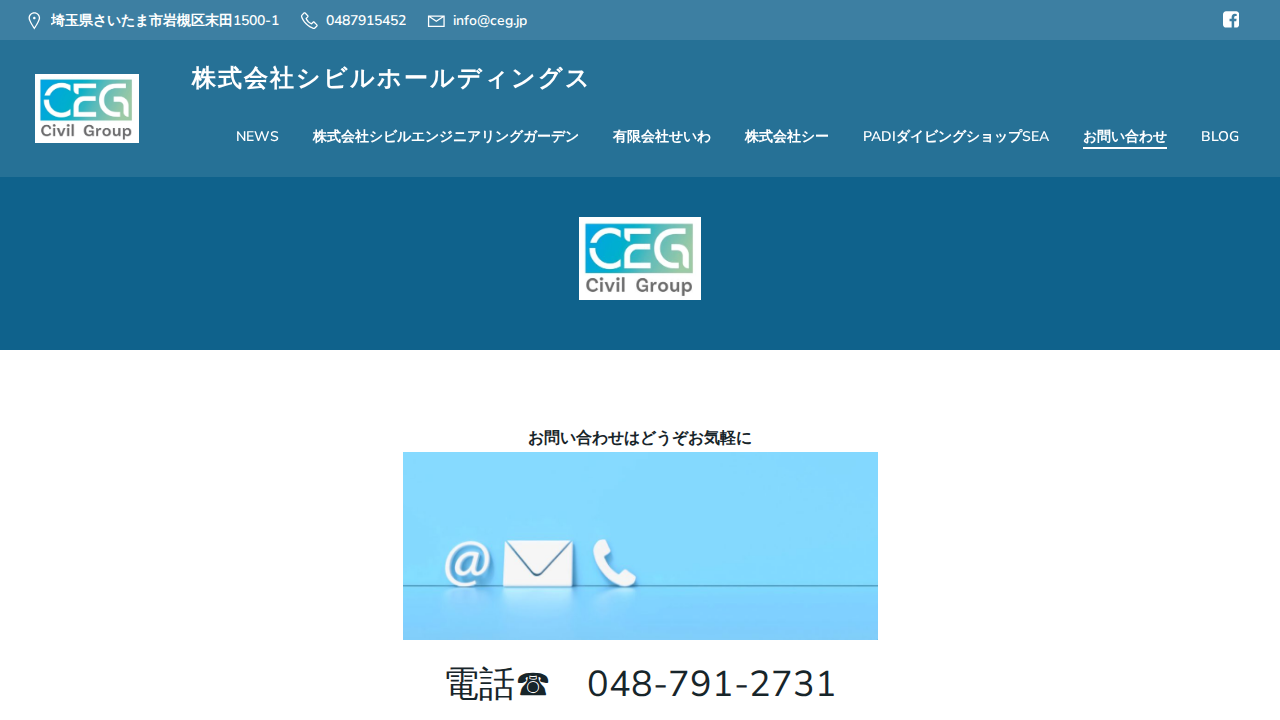 埼玉県さいたま市岩槻区末田1500-1 0487915452 info@ceg.jp
CEG
Civil Group
株式会社シビルホールディングス
NEWS 株式会社シビルエンジニアリングガーデン 有限会社せいわ 株式会社シー PADIダイビングショップSEA お問い合わせ BLOG
CEG
Civil Group
お問い合わせはどうぞお気軽に
@
電話☎ 048-791-2731